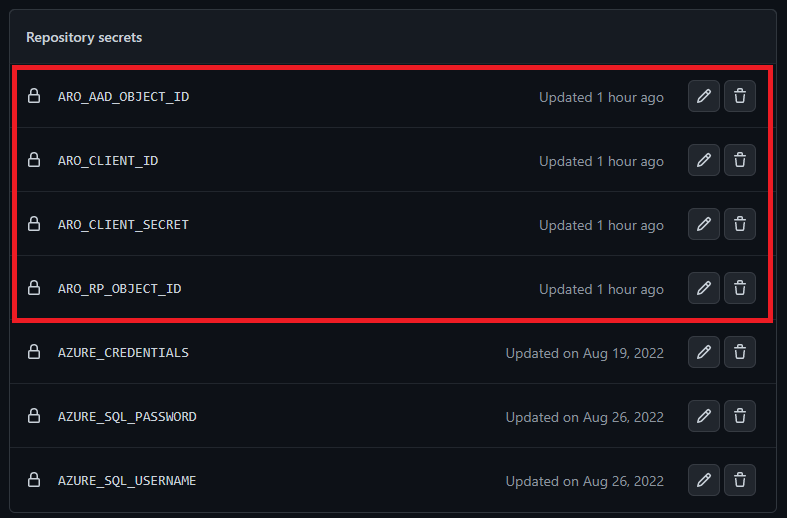 Repository secrets
ARO_AAD_OBJECT_ID Updated 1 hour ago
ARO_CLIENT_ID Updated 1 hour ago
ARO_CLIENT_SECRET Updated 1 hour ago
ARO_RP_OBJECT_ID Updated 1 hour ago
AZURE_CREDENTIALS Updated on Aug 19, 2022
AZURE_SQL_PASSWORD Updated on Aug 26, 2022
AZURE_SQL_USERNAME Updated on Aug 26, 2022